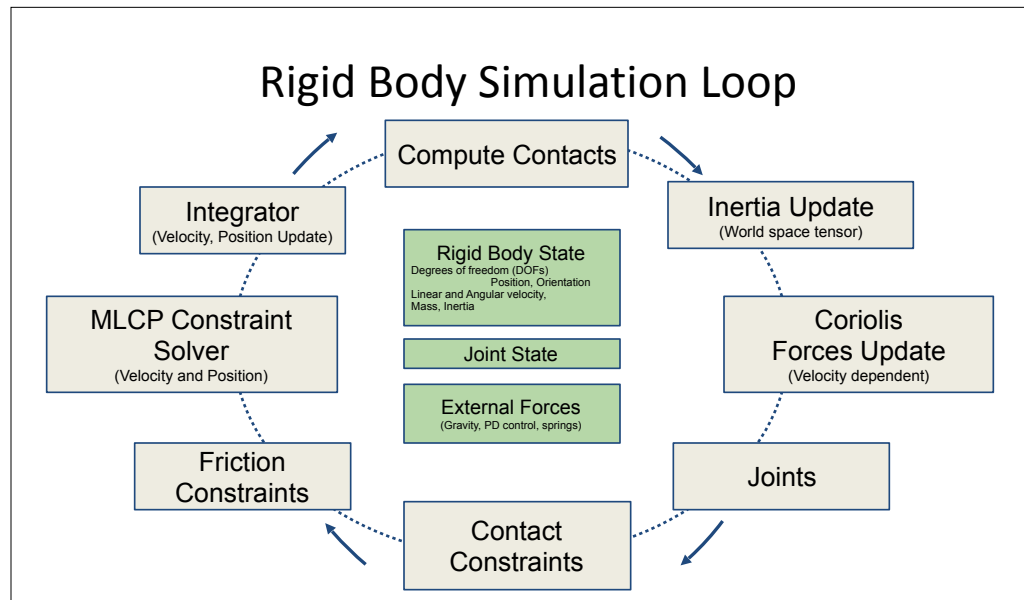 Rigid Body Simulation Loop
Compute Contacts
Inertia Update
(World space tensor)
Coriolis
Forces Update
(Velocity dependent)
Joints
Contact
Constraints
Friction
Constraints
MLCP Constraint
Solver
(Velocity and Position)
Integrator
(Velocity, Position Update)
Rigid Body State
Degrees of freedom (DOFs)
Position, Orientation
Linear and Angular velocity,
Mass, Inertia
Joint State
External Forces
(Gravity, PD control, springs)